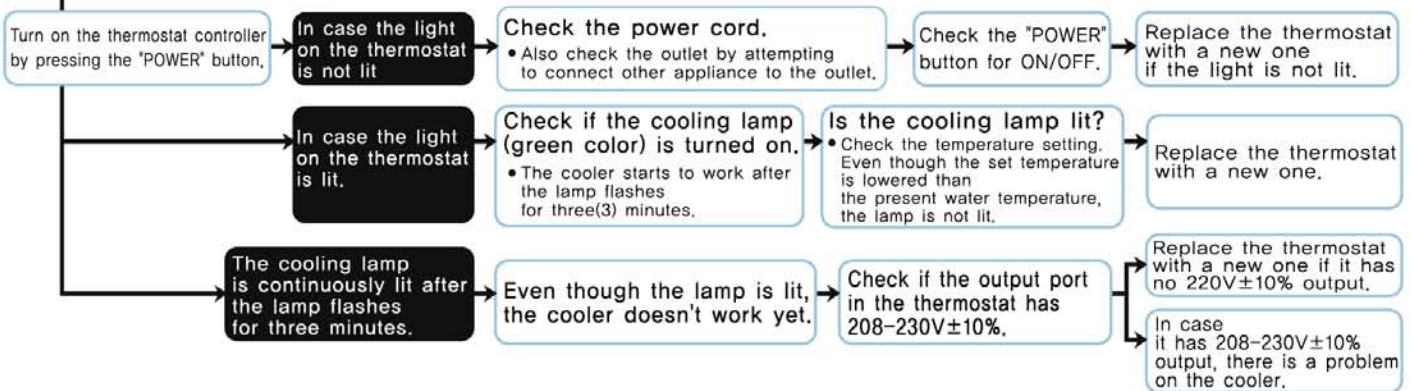 Turn on the thermostat controller
by pressing the "POWER" button.
In case the light
on the thermostat
is not lit
Check the power cord.
• Also check the outlet by attempting
to connect other appliance to the outlet.
Check the "POWER"
button for ON/OFF.
Replace the thermostat
with a new one
if the light is not lit.
In case the light
on the thermostat
is lit.
Check if the cooling lamp
(green color) is turned on.
• The cooler starts to work after
the lamp flashes
for three(3) minutes.
Is the cooling lamp lit?
• Check the temperature setting.
Even though the set temperature
is lowered than
the present water temperature,
the lamp is not lit.
Replace the thermostat
with a new one.
The cooling lamp
is continuously lit after
the lamp flashes
for three minutes.
Even though the lamp is lit,
the cooler doesn't work yet.
Check if the output port
in the thermostat has
208-230V±10%.
Replace the thermostat
with a new one if it has
no 220V±10% output.
In case
it has 208-230V±10%
output, there is a problem
on the cooler.